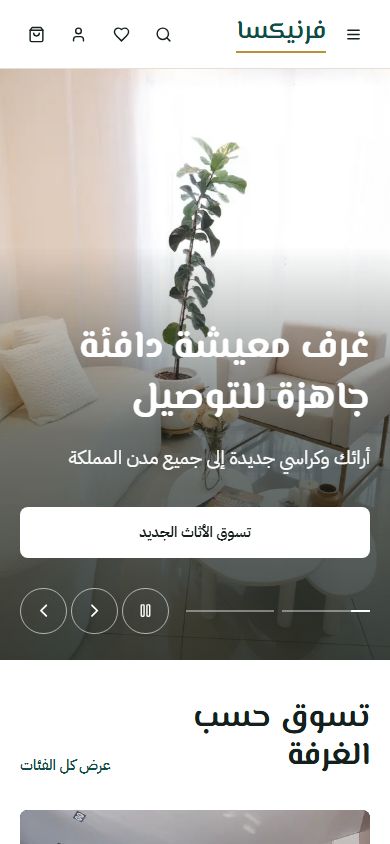 فرنيكسا
غرف معيشة دافئة
جاهزة للتوصيل
أرائك وكراسي جديدة إلى جميع مدن المملكة
تسوق الأثاث الجديد
تسوق حسب
الغرفة
عرض كل الفئات